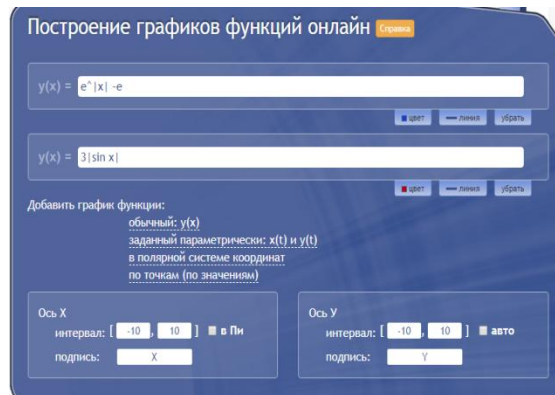 Построение графиков функций онлайн Справка
y(x) = e^|x| -e
цвет линия убрать
y(x) = 3|sin x|
цвет линия убрать
Добавить график функции:
обычный: y(x)
заданный параметрически: x(t) и y(t)
в полярной системе координат
по точкам (по значениям)
Ось X
интервал: [ -10 , 10 ] в Пи
подпись: X
Ось У
интервал: [ -10 , 10 ] авто
подпись: Y